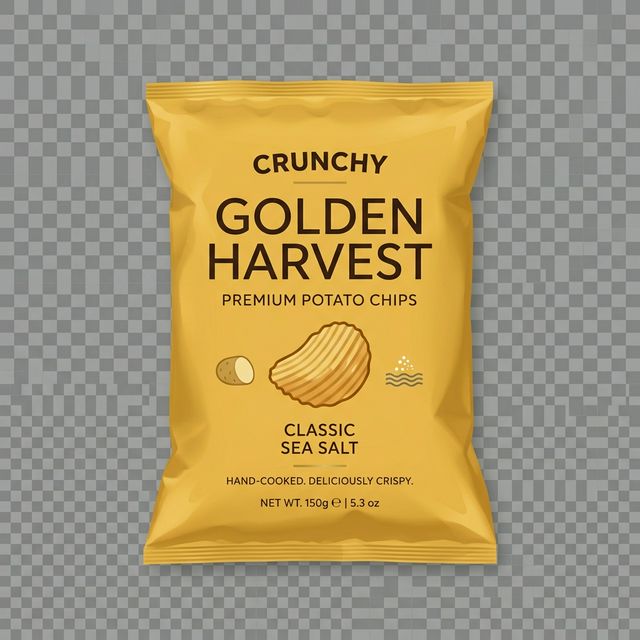 CRUNCHY
GOLDEN
HARVEST
PREMIUM POTATO CHIPS
CLASSIC
SEA SALT
HAND-COOKED. DELICIOUSLY CRISPY.
NET WT. 150g ℮ | 5.3 oz